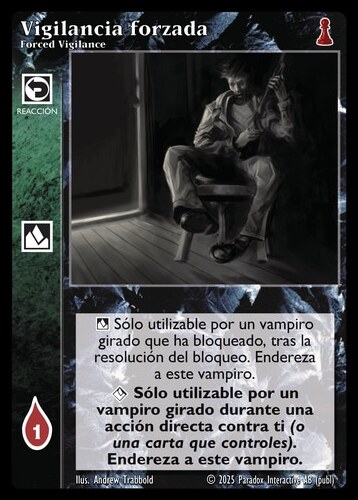 Vigilancia forzada
Forced Vigilance
REACCIÓN
Sólo utilizable por un vampiro
girado que ha bloqueado, tras la
resolución del bloqueo. Endereza
a este vampiro.
Sólo utilizable por un
vampiro girado durante una
acción directa contra ti (o
una carta que controles).
Endereza a este vampiro.
1
Ilus. Andrew Trabbold © 2025 Paradox Interactive AB (publ)